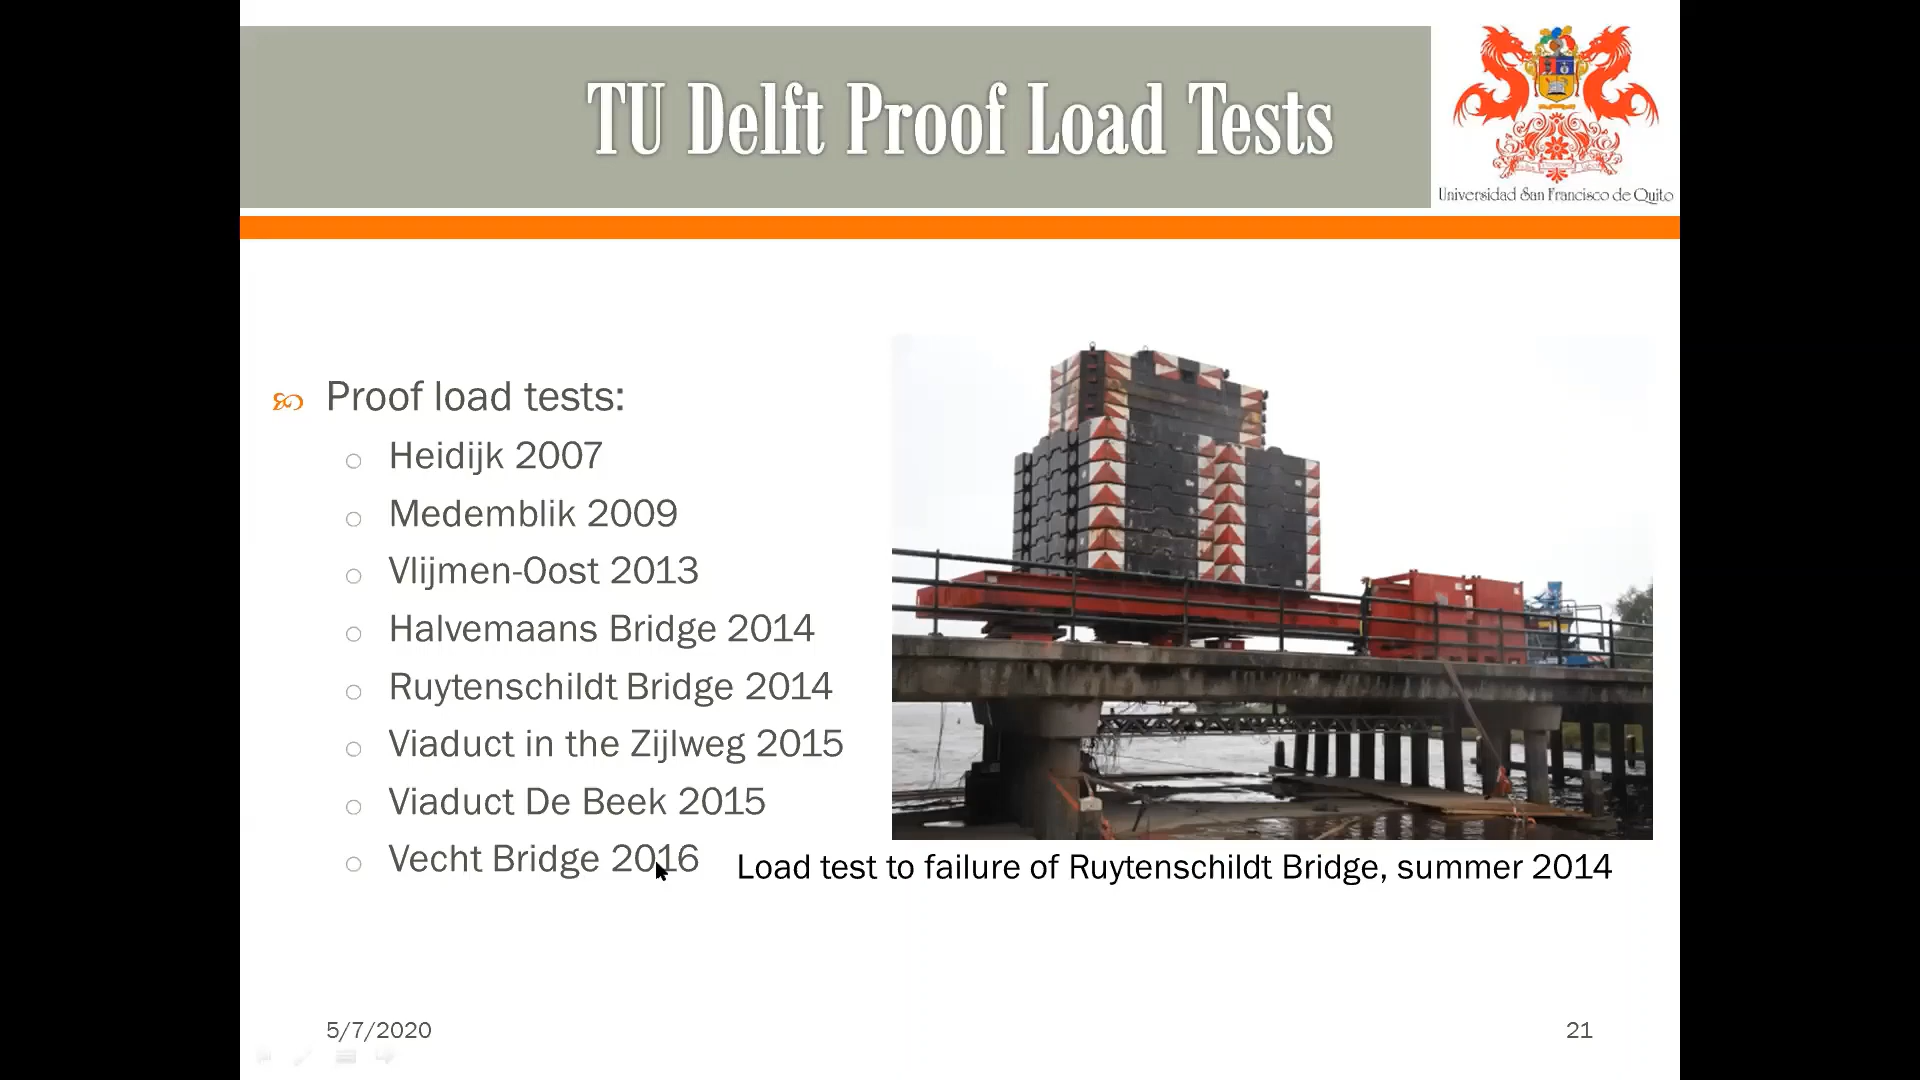 TU Delft Proof Load Tests
Universidad San Francisco de Quito
Proof load tests:
Heidijk 2007
Medemblik 2009
Vlijmen-Oost 2013
Halvemaans Bridge 2014
Ruytenschildt Bridge 2014
Viaduct in the Zijlweg 2015
Viaduct De Beek 2015
Vecht Bridge 2016
Load test to failure of Ruytenschildt Bridge, summer 2014
5/7/2020
21